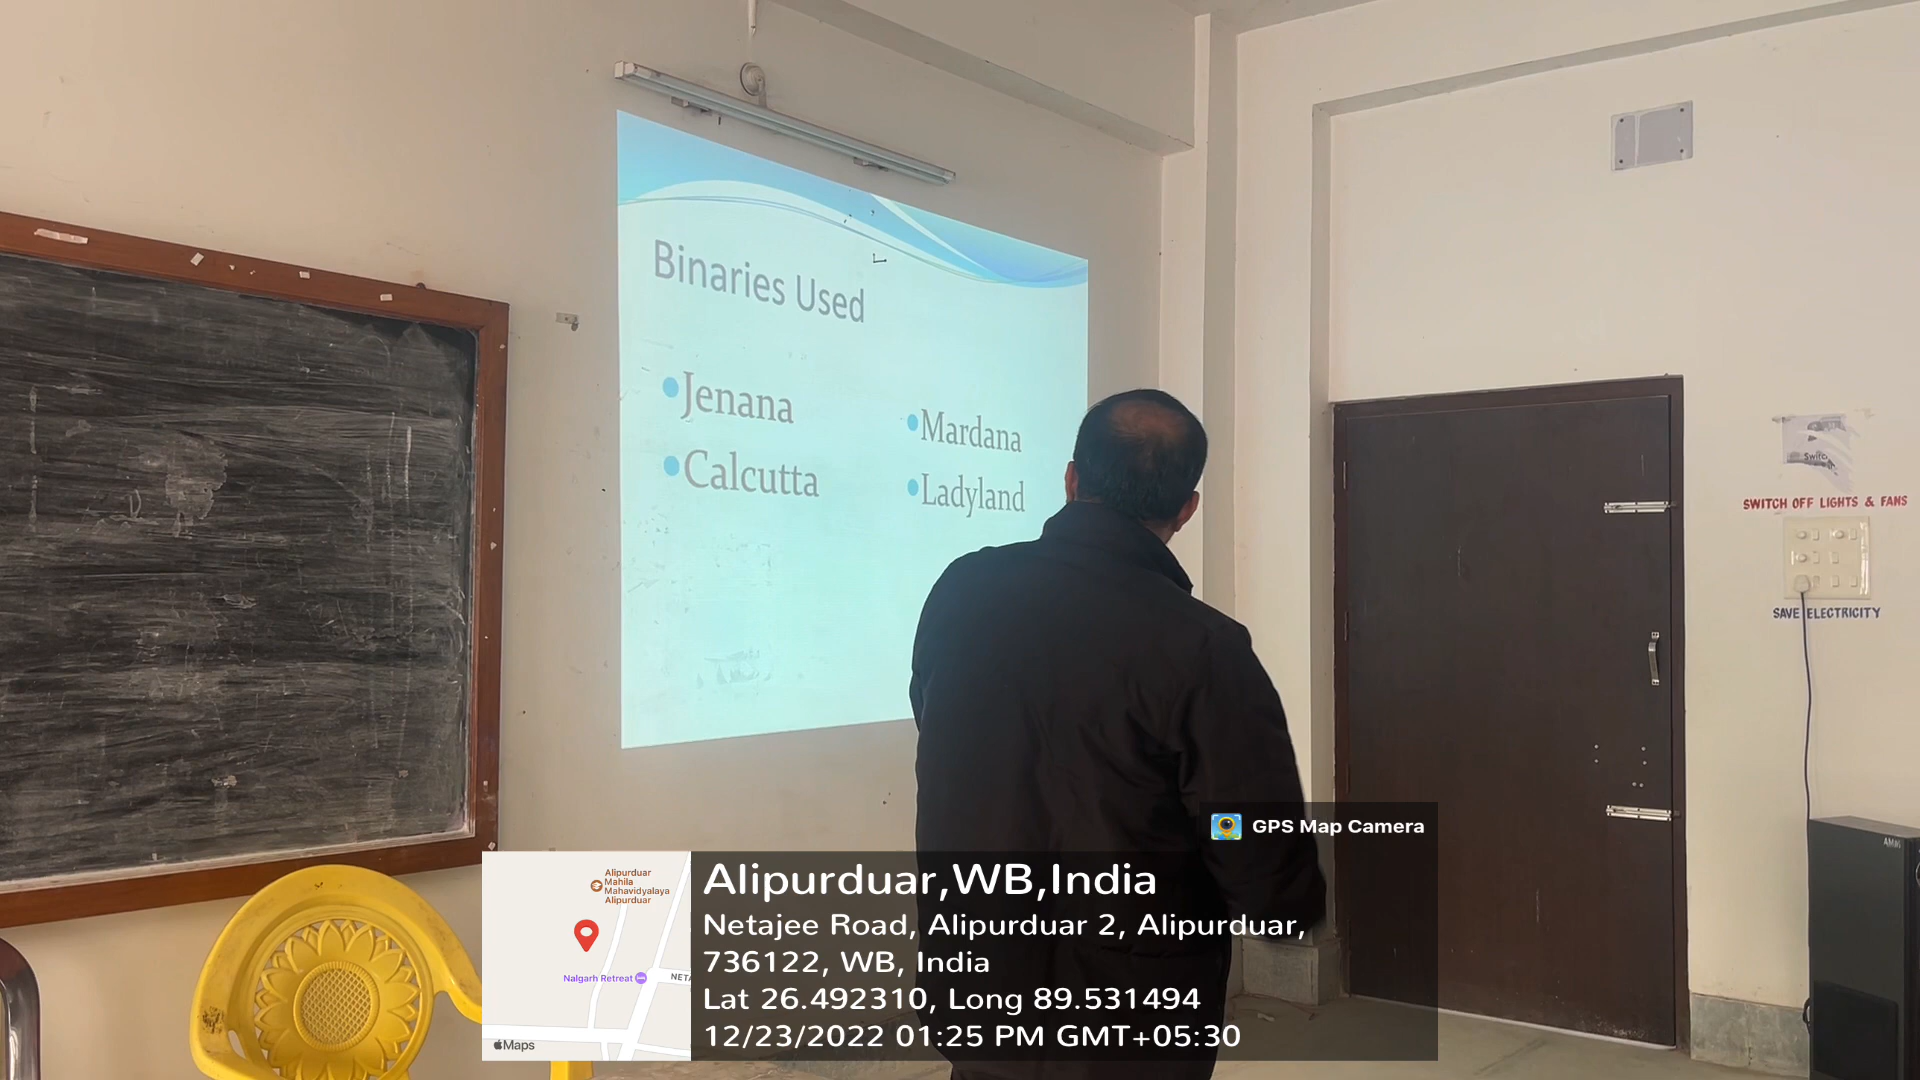 Binaries Used
•Jenana
•Calcutta
•Mardana
•Ladyland
SWITCH OFF LIGHTS & FANS
SAVE ELECTRICITY
GPS Map Camera
Alipurduar
Mahila
Mahavidyalaya
Alipurduar
Nalgarh Retreat
NETA
Maps
Alipurduar,WB,India
Netajee Road, Alipurduar 2, Alipurduar,
736122, WB, India
Lat 26.492310, Long 89.531494
12/23/2022 01:25 PM GMT+05:30